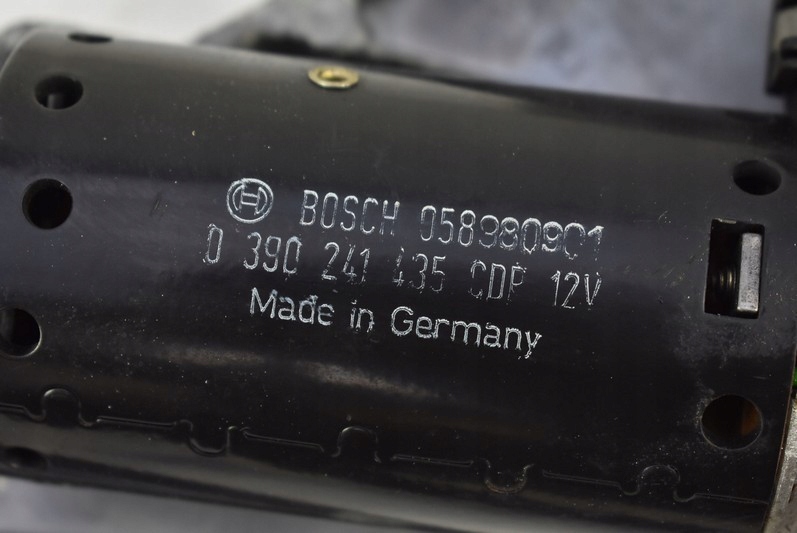 BOSCH 058980901
0 390 241 435 CDP 12V
Made in Germany